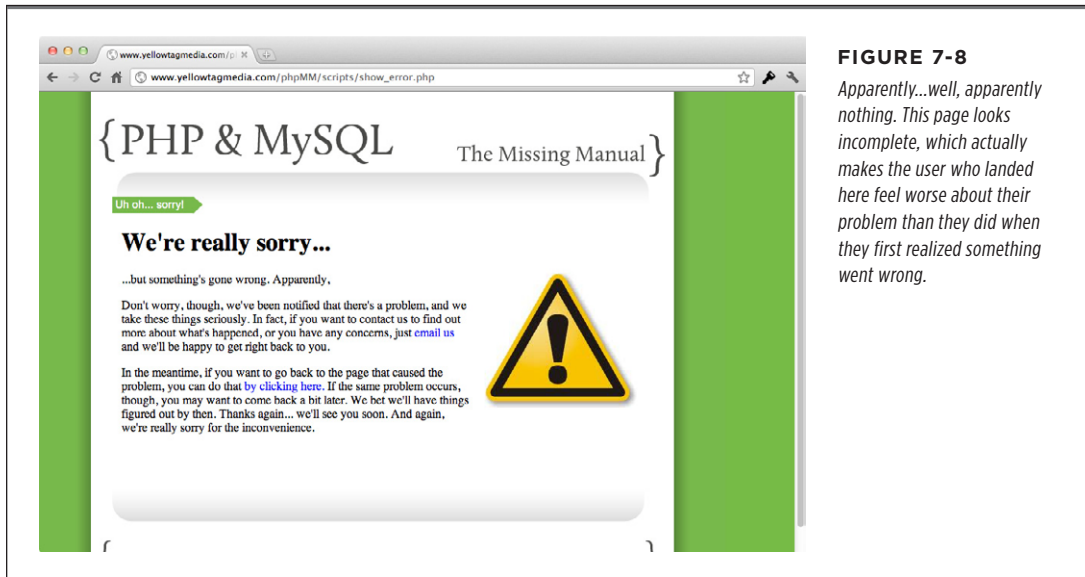 www.yellowtagmedia.com/pl
www.yellowtagmedia.com/phpMM/scripts/show_error.php
{PHP & MySQL
The Missing Manual}
Uh oh... sorry!
We're really sorry...
...but something's gone wrong. Apparently,
Don't worry, though, we've been notified that there's a problem, and we
take these things seriously. In fact, if you want to contact us to find out
more about what's happened, or you have any concerns, just email us
and we'll be happy to get right back to you.
In the meantime, if you want to go back to the page that caused the
problem, you can do that by clicking here. If the same problem occurs,
though, you may want to come back a bit later. We bet we'll have things
figured out by then. Thanks again... we'll see you soon. And again,
we're really sorry for the inconvenience.
FIGURE 7-8
Apparently...well, apparently
nothing. This page looks
incomplete, which actually
makes the user who landed
here feel worse about their
problem than they did when
they first realized something
went wrong.